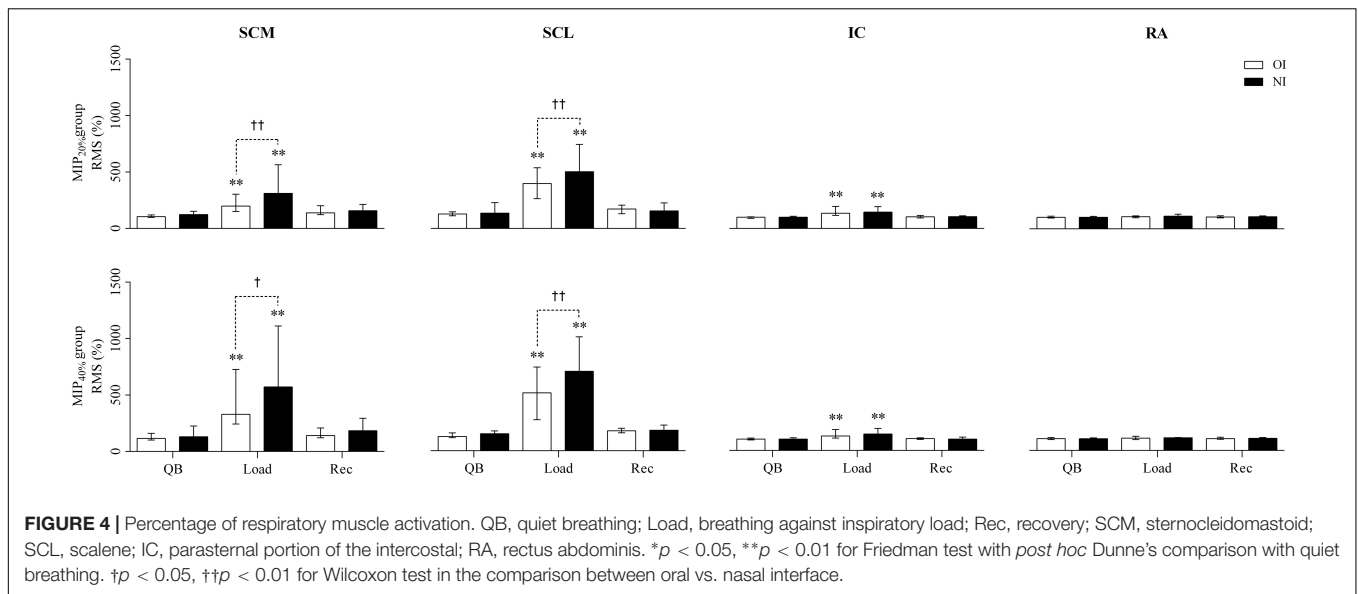 SCM SCL IC RA
OI
NI
MIP20% group
RMS (%)
1500
1000
500
0
†† ††
** ** ** ** ** **
MIP40% group
RMS (%)
1500
1000
500
0
† ††
** ** ** ** ** **
QB Load Rec QB Load Rec QB Load Rec QB Load Rec
FIGURE 4 | Percentage of respiratory muscle activation. QB, quiet breathing; Load, breathing against inspiratory load; Rec, recovery; SCM, sternocleidomastoid;
SCL, scalene; IC, parasternal portion of the intercostal; RA, rectus abdominis. *p < 0.05, **p < 0.01 for Friedman test with post hoc Dunne's comparison with quiet
breathing. †p < 0.05, ††p < 0.01 for Wilcoxon test in the comparison between oral vs. nasal interface.